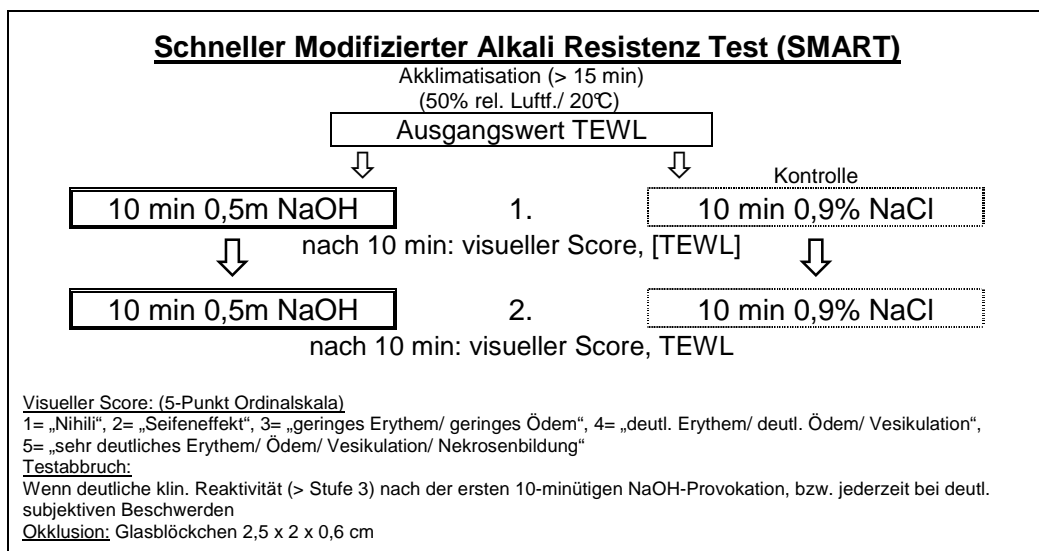 Schneller Modifizierter Alkali Resistenz Test (SMART)
Akklimatisation (> 15 min)
(50% rel. Luftf./ 20°C)
Ausgangswert TEWL
Kontrolle
10 min 0,5m NaOH 1. 10 min 0,9% NaCl
nach 10 min: visueller Score, [TEWL]
10 min 0,5m NaOH 2. 10 min 0,9% NaCl
nach 10 min: visueller Score, TEWL
Visueller Score: (5-Punkt Ordinalskala)
1= „Nihili“, 2= „Seifeneffekt“, 3= „geringes Erythem/ geringes Ödem“, 4= „deutl. Erythem/ deutl. Ödem/ Vesikulation“,
5= „sehr deutliches Erythem/ Ödem/ Vesikulation/ Nekrosenbildung“
Testabbruch:
Wenn deutliche klin. Reaktivität (> Stufe 3) nach der ersten 10-minütigen NaOH-Provokation, bzw. jederzeit bei deutl.
subjektiven Beschwerden
Okklusion: Glasblöckchen 2,5 x 2 x 0,6 cm